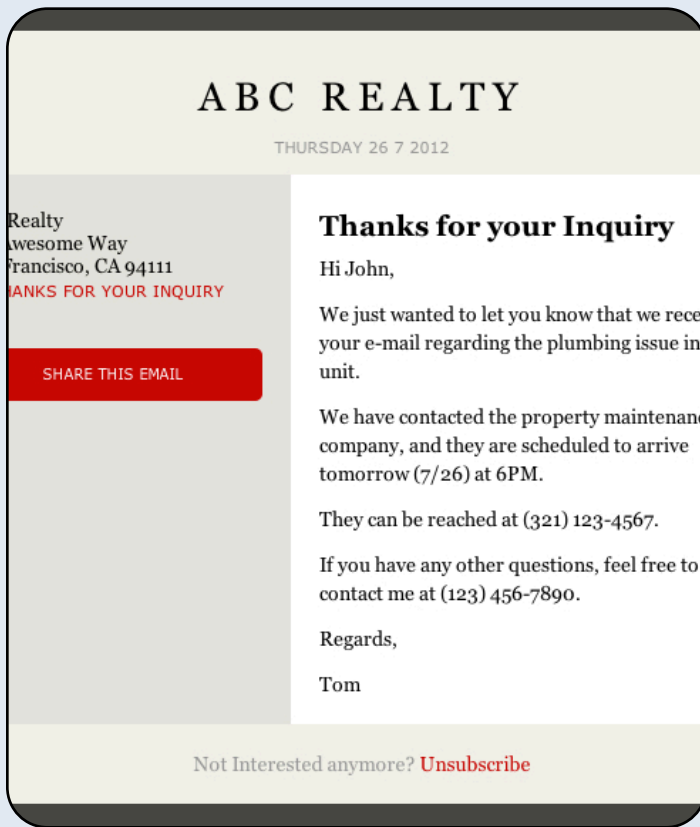 ABC REALTY
THURSDAY 26 7 2012
Realty
Awesome Way
Francisco, CA 94111
THANKS FOR YOUR INQUIRY
SHARE THIS EMAIL
Thanks for your Inquiry
Hi John,
We just wanted to let you know that we rece
your e-mail regarding the plumbing issue in
unit.
We have contacted the property maintenanc
company, and they are scheduled to arrive
tomorrow (7/26) at 6PM.
They can be reached at (321) 123-4567.
If you have any other questions, feel free to
contact me at (123) 456-7890.
Regards,
Tom
Not Interested anymore? Unsubscribe